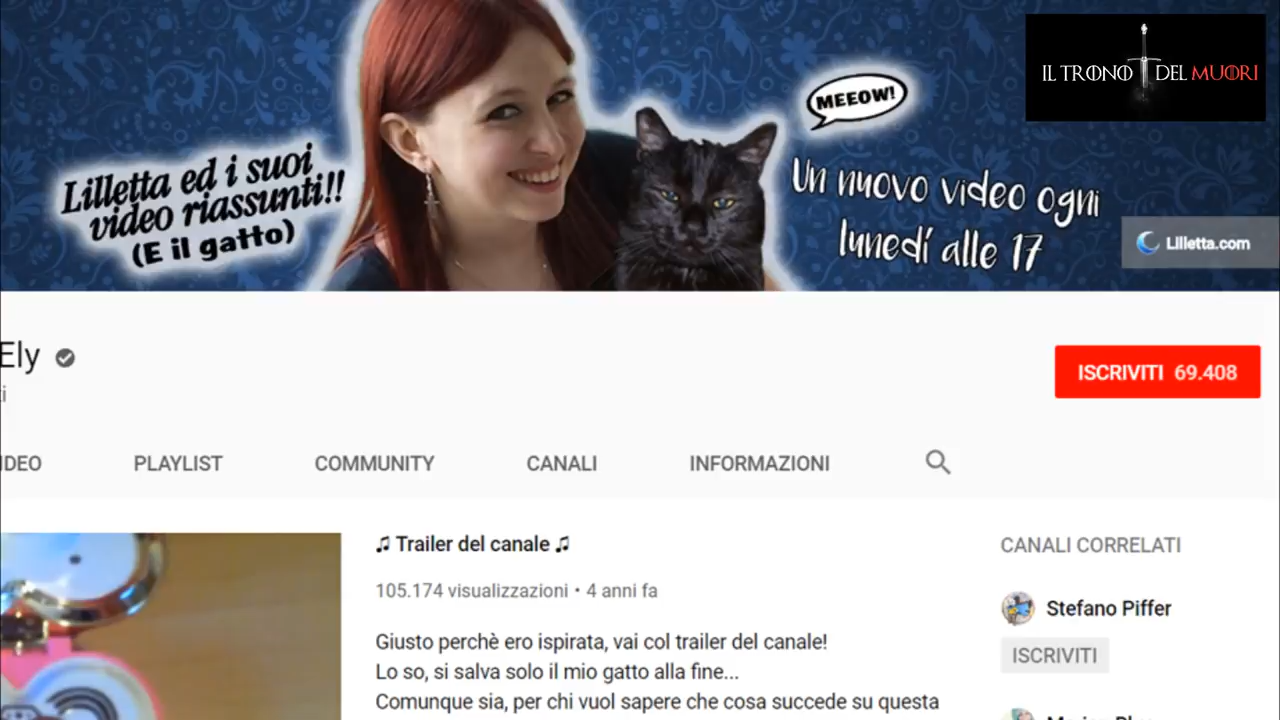 IL TRONO DEL MUORI
MEEOW!
Lilletta ed i suoi
video riassunti!!
(E il gatto)
Un nuovo video ogni
lunedí alle 17
Lilletta.com
Ely
ISCRIVITI 69.408
IDEO
PLAYLIST
COMMUNITY
CANALI
INFORMAZIONI
♫ Trailer del canale ♫
105.174 visualizzazioni • 4 anni fa
Giusto perchè ero ispirata, vai col trailer del canale!
Lo so, si salva solo il mio gatto alla fine...
Comunque sia, per chi vuol sapere che cosa succede su questa
CANALI CORRELATI
Stefano Piffer
ISCRIVITI